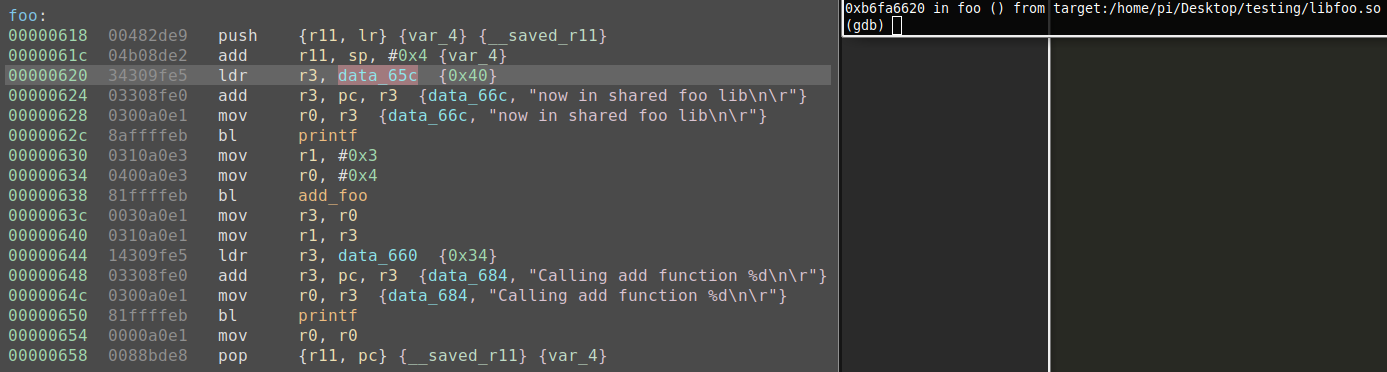 foo:
00000618  00482de9  push  {r11, lr} {var_4} {__saved_r11}
0000061c  04b08de2  add  r11, sp, #0x4 {var_4}
00000620  34309fe5  ldr  r3, data_65c  {0x40}
00000624  03308fe0  add  r3, pc, r3  {data_66c, "now in shared foo lib\n\r"}
00000628  0300a0e1  mov  r0, r3  {data_66c, "now in shared foo lib\n\r"}
0000062c  8affffeb  bl  printf
00000630  0310a0e3  mov  r1, #0x3
00000634  0400a0e3  mov  r0, #0x4
00000638  81ffffeb  bl  add_foo
0000063c  0030a0e1  mov  r3, r0
00000640  0310a0e1  mov  r1, r3
00000644  14309fe5  ldr  r3, data_660  {0x34}
00000648  03308fe0  add  r3, pc, r3  {data_684, "Calling add function %d\n\r"}
0000064c  0300a0e1  mov  r0, r3  {data_684, "Calling add function %d\n\r"}
00000650  81ffffeb  bl  printf
00000654  0000a0e1  mov  r0, r0
00000658  0088bde8  pop  {r11, pc} {__saved_r11} {var_4}
0xb6fa6620 in foo () from target:/home/pi/Desktop/testing/libfoo.so
(gdb)